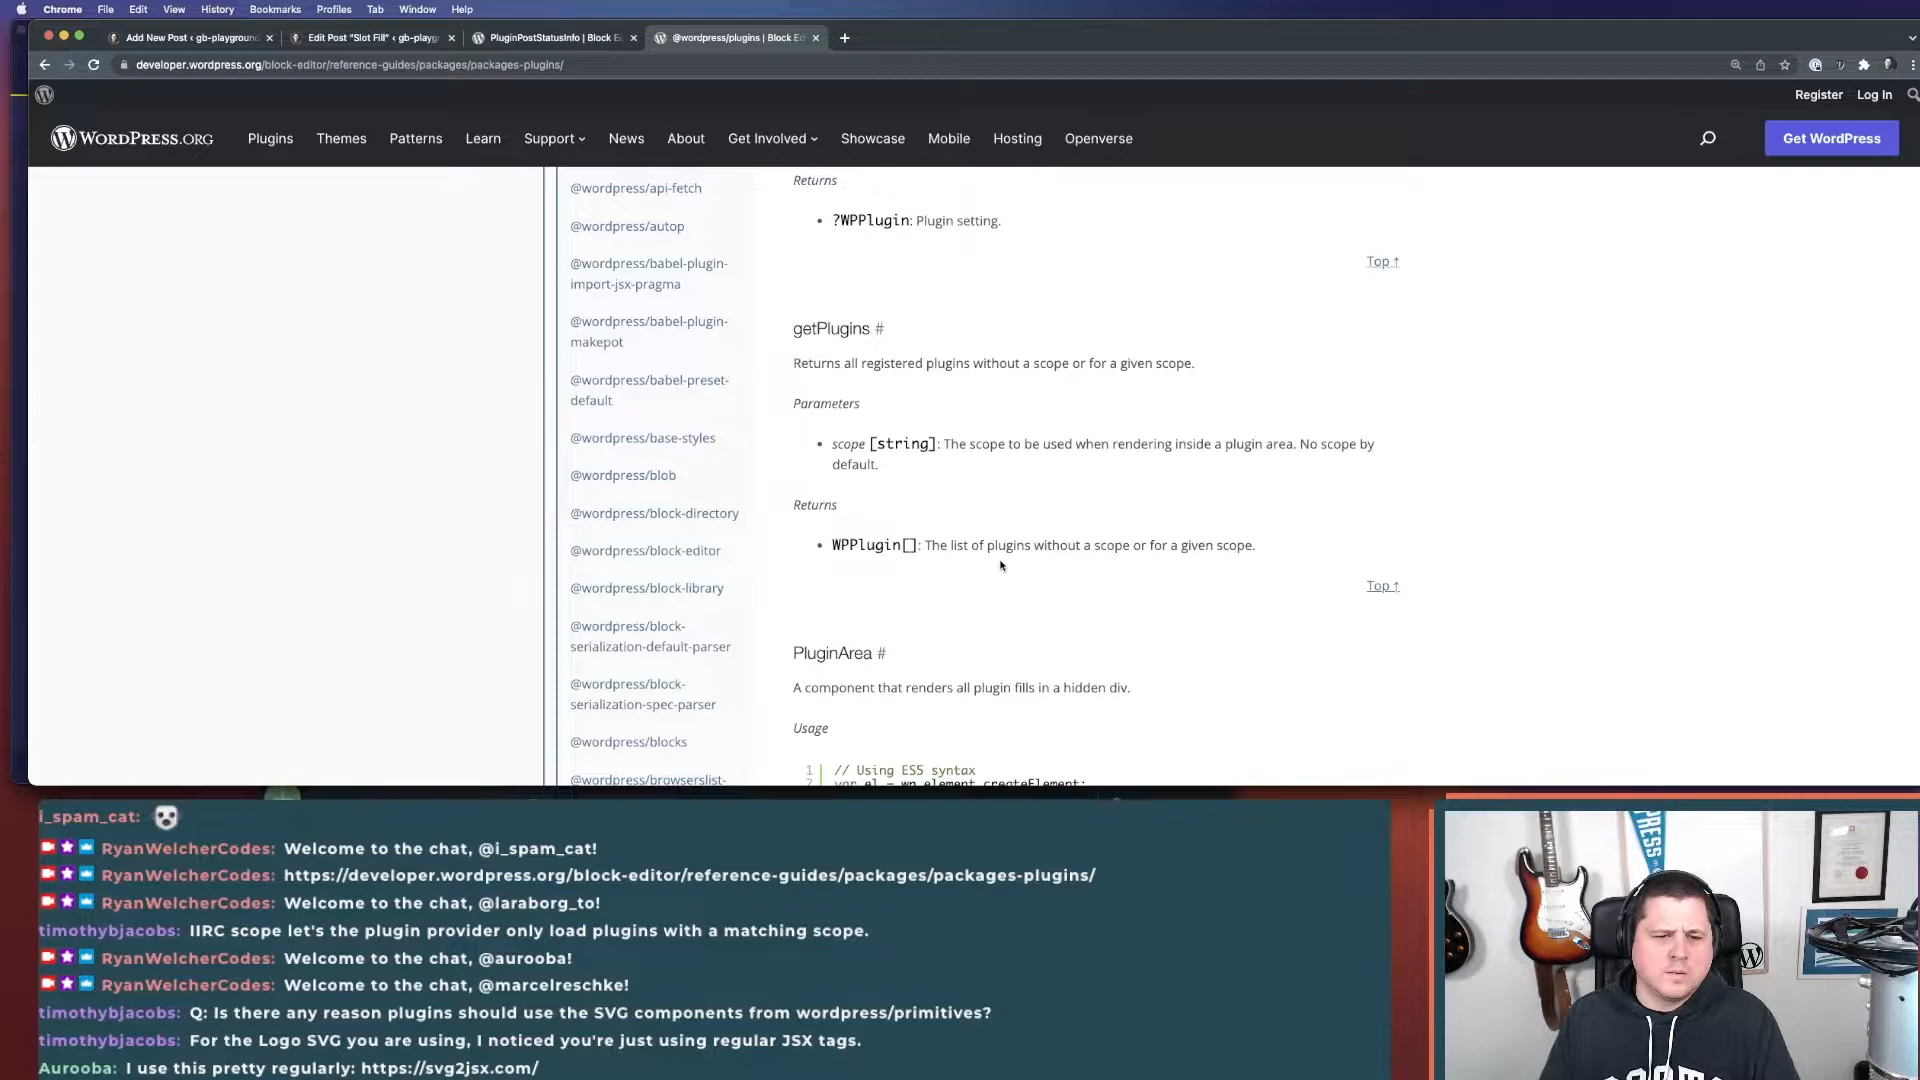 Chrome File Edit View History Bookmarks Profiles Tab Window Help
Add New Post ‹ gb-playground
Edit Post "Slot Fill" ‹ gb-playg
PluginPostStatusInfo | Block E
@wordpress/plugins | Block Ed
developer.wordpress.org/block-editor/reference-guides/packages/packages-plugins/
Register Log In
WORDPRESS.ORG Plugins Themes Patterns Learn Support News About Get Involved Showcase Mobile Hosting Openverse Get WordPress
@wordpress/api-fetch
@wordpress/autop
@wordpress/babel-plugin-
import-jsx-pragma
@wordpress/babel-plugin-
makepot
@wordpress/babel-preset-
default
@wordpress/base-styles
@wordpress/blob
@wordpress/block-directory
@wordpress/block-editor
@wordpress/block-library
@wordpress/block-
serialization-default-parser
@wordpress/block-
serialization-spec-parser
@wordpress/blocks
@wordpress/browserslist-
Returns
• ?WPPlugin: Plugin setting.
Top ↑
getPlugins #
Returns all registered plugins without a scope or for a given scope.
Parameters
• scope [string]: The scope to be used when rendering inside a plugin area. No scope by
default.
Returns
• WPPlugin[]: The list of plugins without a scope or for a given scope.
Top ↑
PluginArea #
A component that renders all plugin fills in a hidden div.
Usage
1 // Using ES5 syntax
2 var el = wp.element.createElement;
i_spam_cat:
RyanWelcherCodes: Welcome to the chat, @i_spam_cat!
RyanWelcherCodes: https://developer.wordpress.org/block-editor/reference-guides/packages/packages-plugins/
RyanWelcherCodes: Welcome to the chat, @laraborg_to!
timothybjacobs: IIRC scope let's the plugin provider only load plugins with a matching scope.
RyanWelcherCodes: Welcome to the chat, @aurooba!
RyanWelcherCodes: Welcome to the chat, @marcelreschke!
timothybjacobs: Q: Is there any reason plugins should use the SVG components from wordpress/primitives?
timothybjacobs: For the Logo SVG you are using, I noticed you're just using regular JSX tags.
Aurooba: I use this pretty regularly: https://svg2jsx.com/